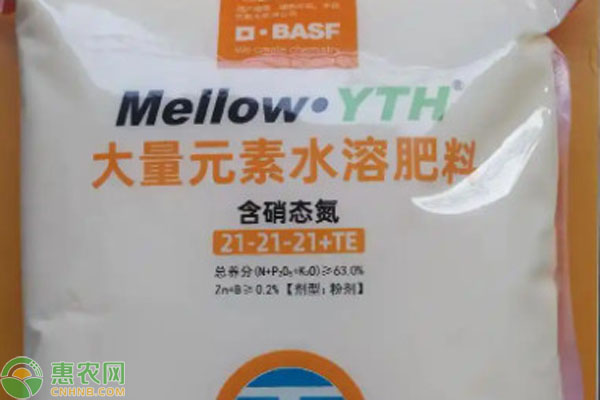 BASF
We create chemistry
Mellow•YTH®
大量元素水溶肥料
含硝态氮
21-21-21+TE
总养分(N+P₂O₅+K₂O)≥63.0%
Zn+B≥0.2%【剂型:粉剂】
惠农网
CNHNB.COM